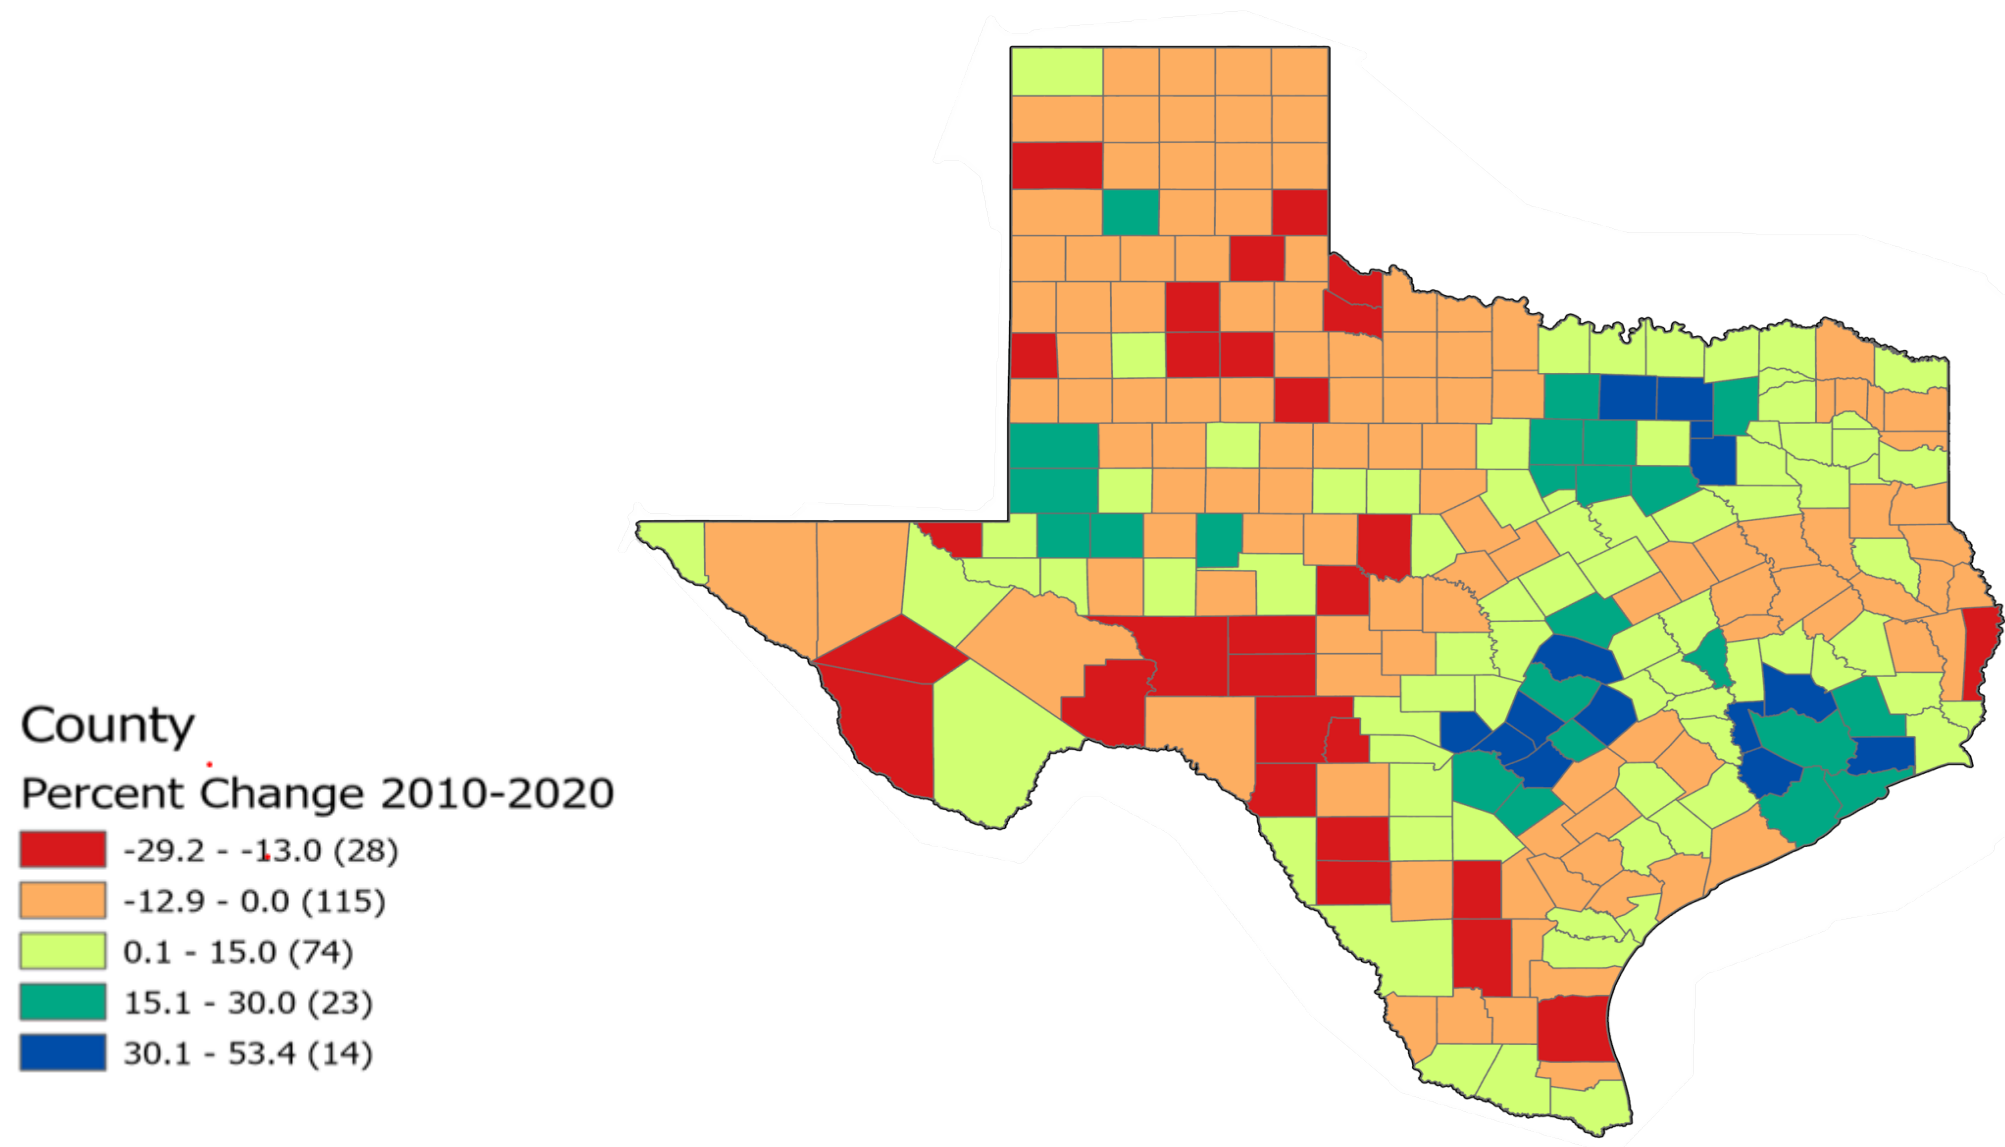 County
Percent Change 2010-2020
-29.2 - -13.0 (28)
-12.9 - 0.0 (115)
0.1 - 15.0 (74)
15.1 - 30.0 (23)
30.1 - 53.4 (14)